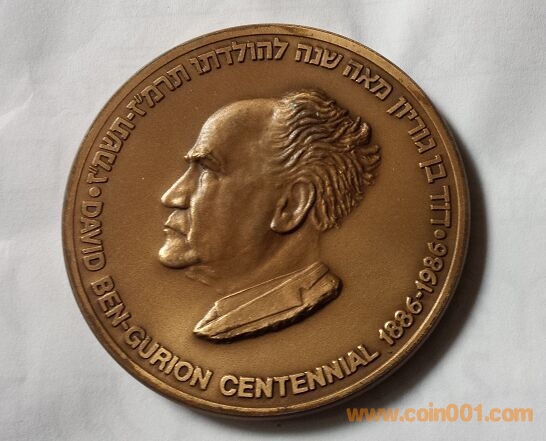 דוד בן גוריון מאה שנה להולדתו תרמ"ז-תשמ"ז
DAVID BEN-GURION CENTENNIAL 1886-1986
www.coin001.com